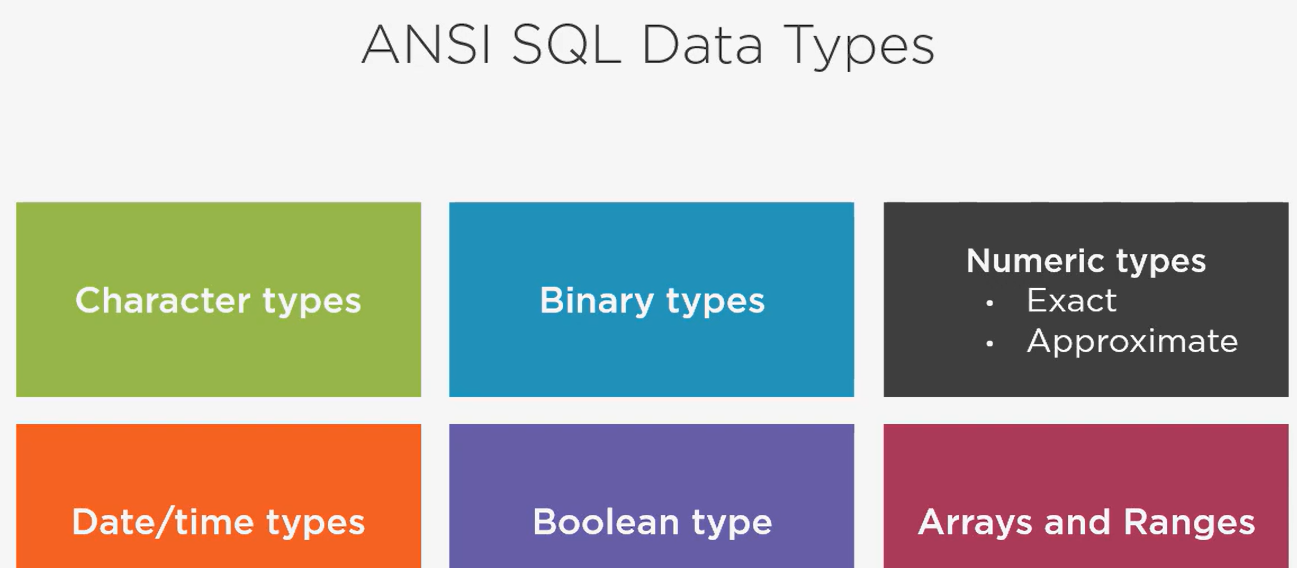 ANSI SQL Data Types
Character types
Binary types
Numeric types
• Exact
• Approximate
Date/time types
Boolean type
Arrays and Ranges